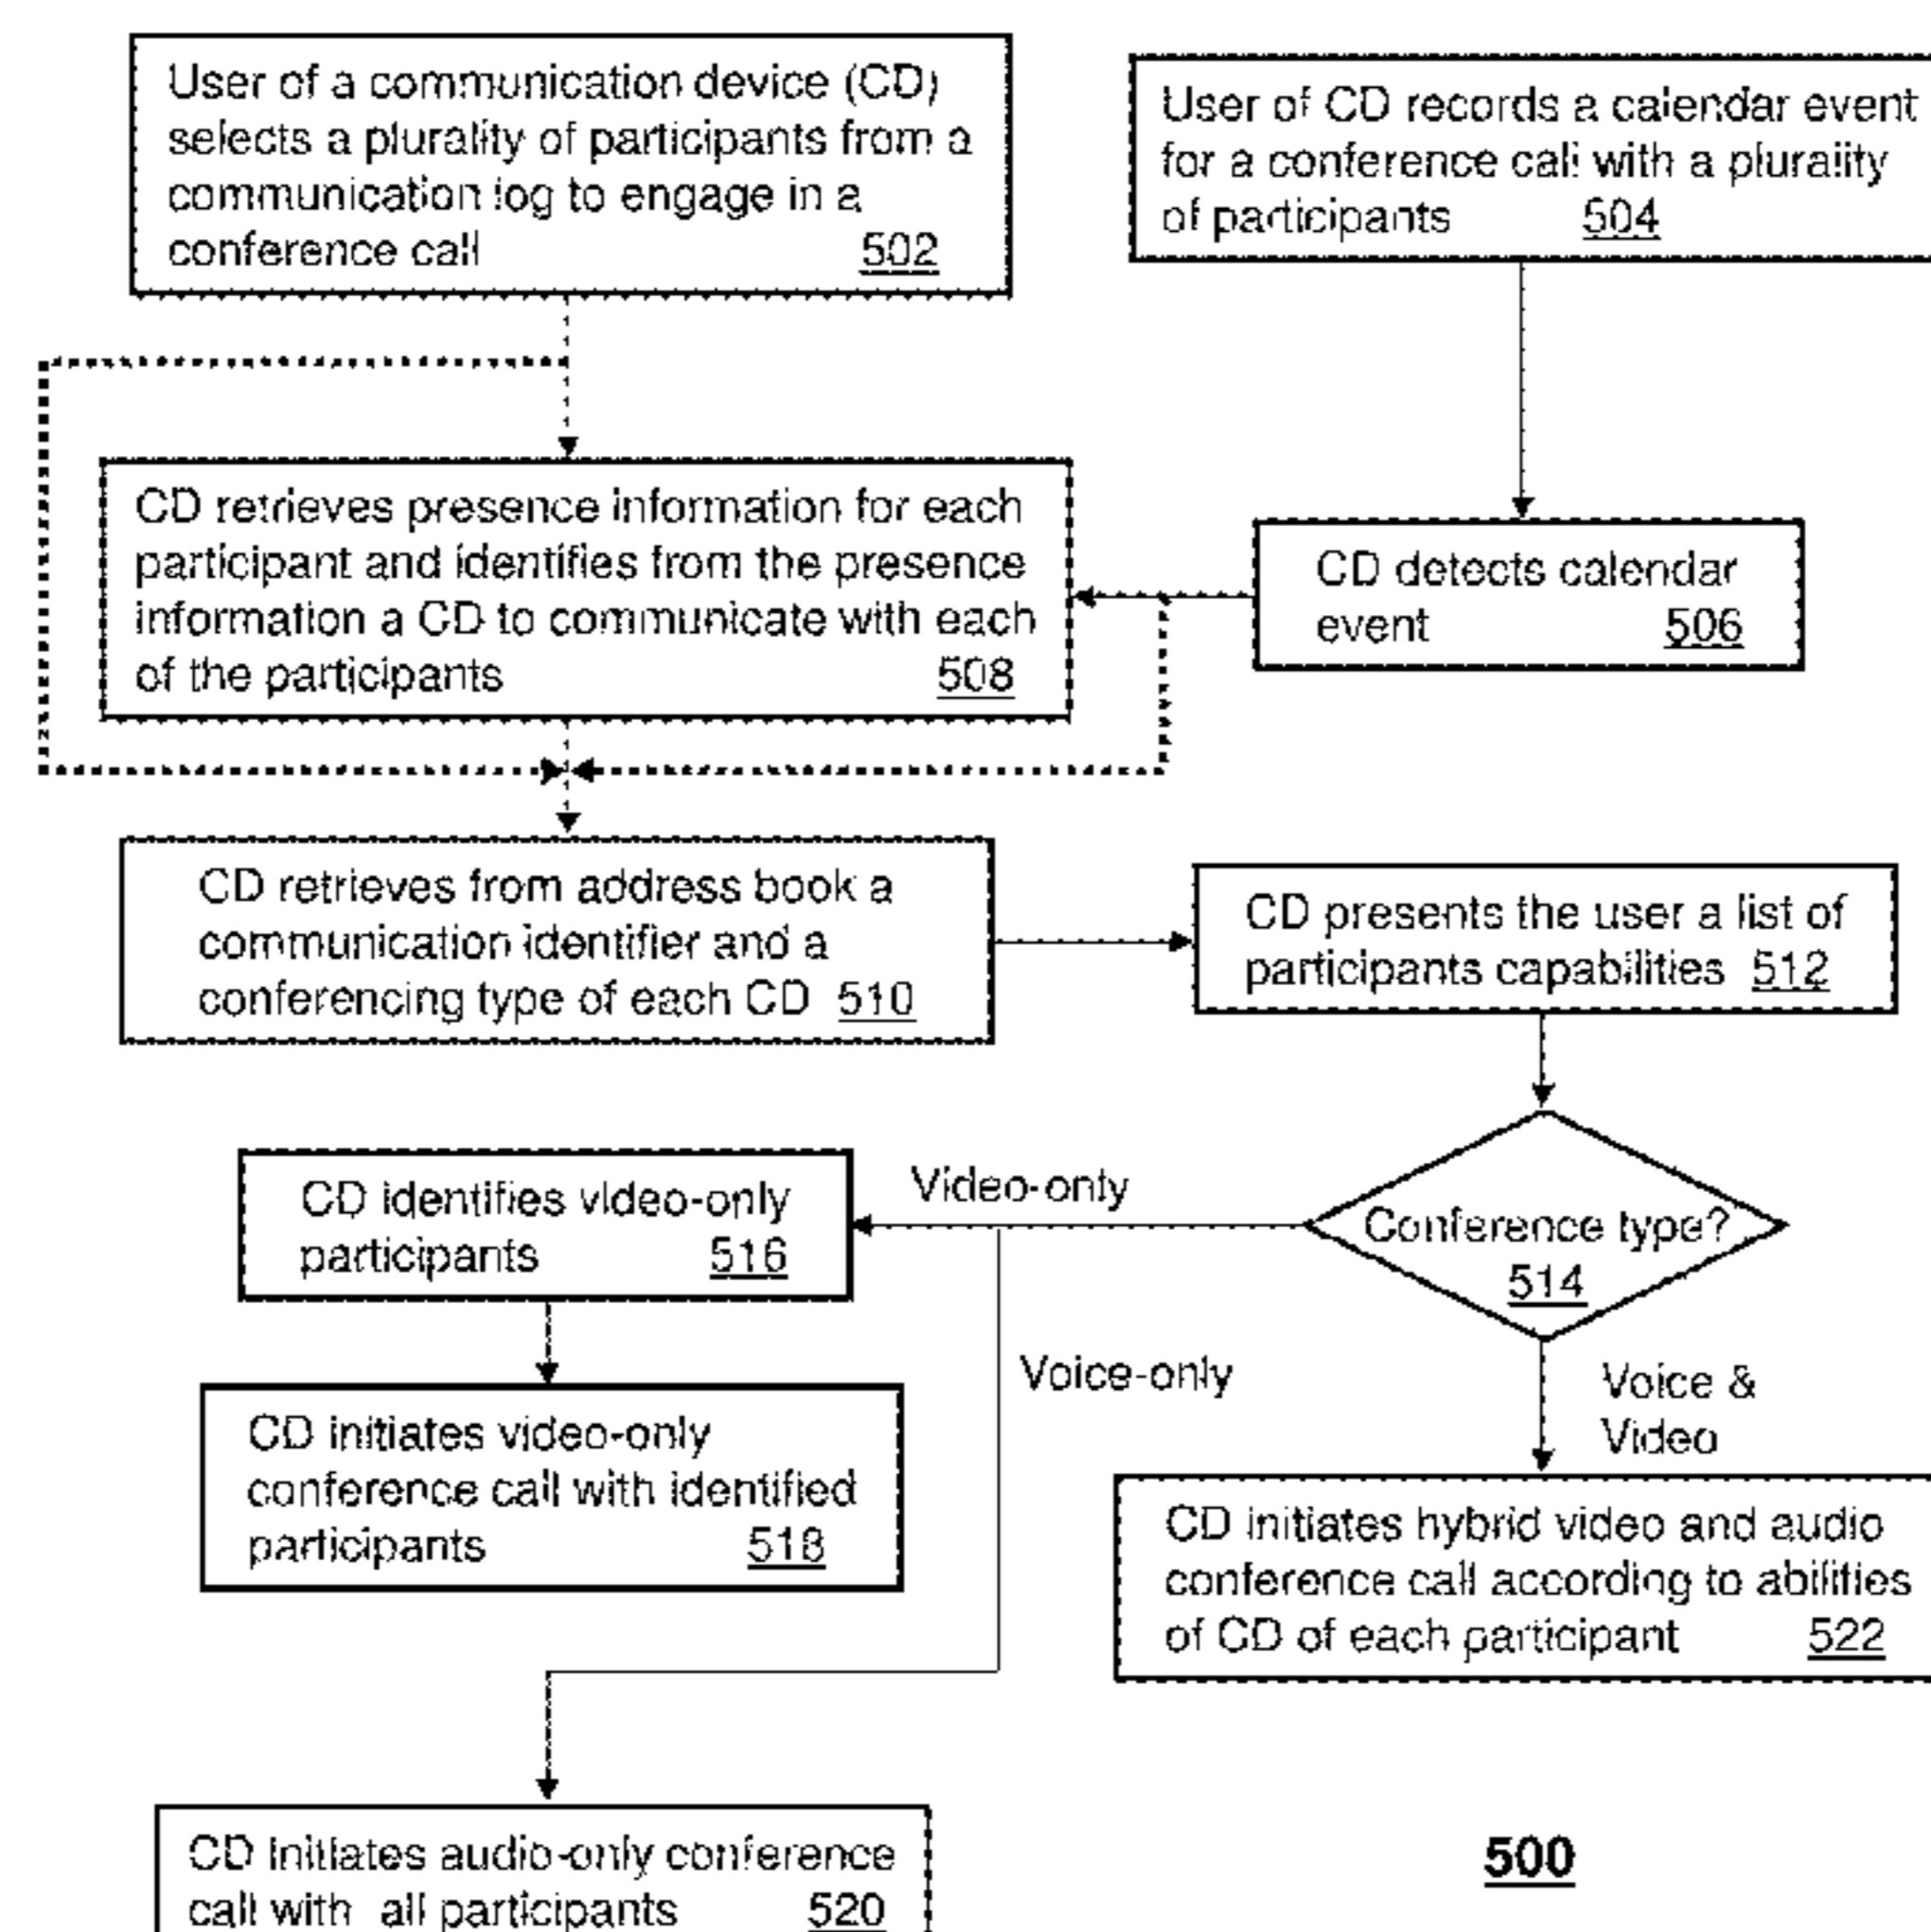 User of a communication device (CD)
selects a plurality of participants from a
communication log to engage in a
conference call 502
User of CD records a calendar event
for a conference call with a plurality
of participants 504
CD retrieves presence information for each
participant and identifies from the presence
information a CD to communicate with each
of the participants 508
CD detects calendar
event 506
CD retrieves from address book a
communication identifier and a
conferencing type of each CD 510
CD presents the user a list of
participants capabilities 512
Conference type?
514
Video-only
CD identifies video-only
participants 516
Voice-only
Voice &
Video
CD initiates video-only
conference call with identified
participants 518
CD initiates hybrid video and audio
conference call according to abilities
of CD of each participant 522
CD initiates audio-only conference
call with all participants 520
500